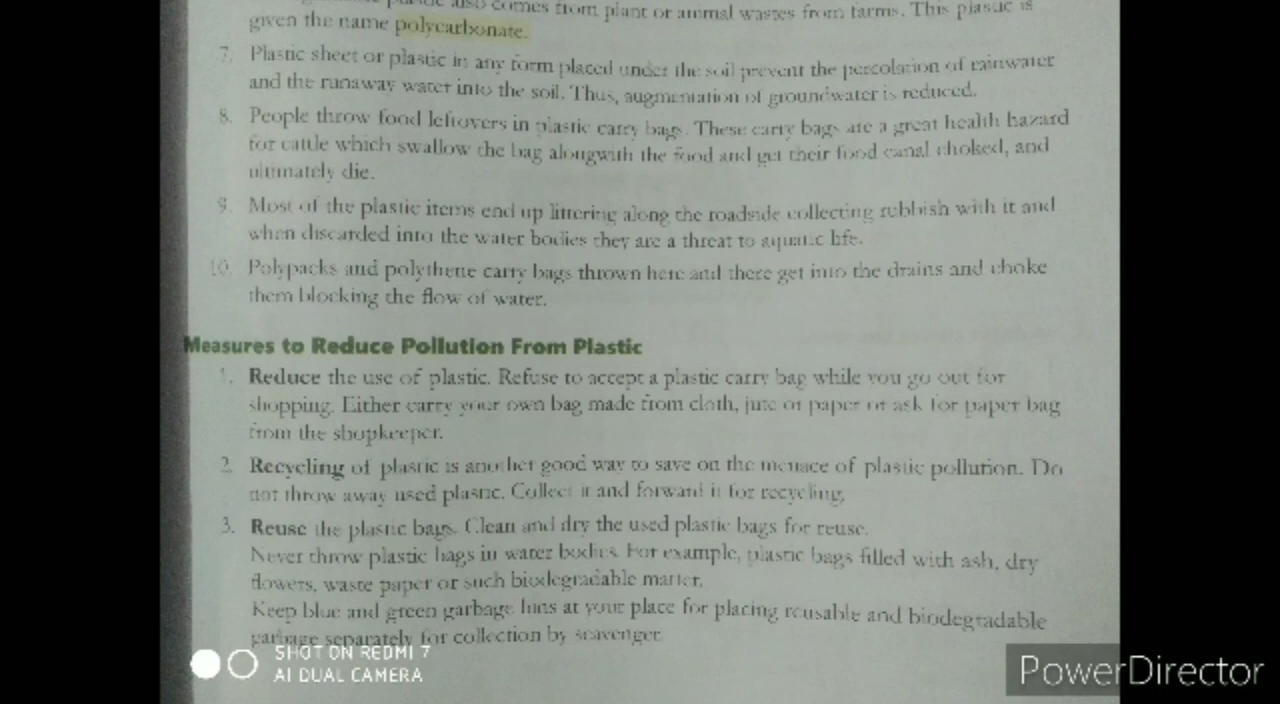 also comes from plant or animal wastes from farms. This plastic is
given the name polycarbonate.
7. Plastic sheet or plastic in any form placed under the soil prevent the percolation of rainwater
and the runaway water into the soil. Thus, augmentation of groundwater is reduced.
8. People throw food leftovers in plastic carry bags. These carry bags are a great health hazard
for cattle which swallow the bag alongwith the food and get their food canal choked, and
ultimately die.
9. Most of the plastic items end up littering along the roadside collecting rubbish with it and
when discarded into the water bodies they are a threat to aquatic life.
10. Polypacks and polythene carry bags thrown here and there get into the drains and choke
them blocking the flow of water.
Measures to Reduce Pollution From Plastic
1. Reduce the use of plastic. Refuse to accept a plastic carry bag while you go out for
shopping. Either carry your own bag made from cloth, jute or paper or ask for paper bag
from the shopkeeper.
2. Recycling of plastic is another good way to save on the menace of plastic pollution. Do
not throw away used plastic. Collect it and forward it for recycling.
3. Reuse the plastic bags. Clean and dry the used plastic bags for reuse.
Never throw plastic bags in water bodies. For example, plastic bags filled with ash, dry
flowers, waste paper or such biodegradable matter.
Keep blue and green garbage bins at your place for placing reusable and biodegradable
garbage separately for collection by scavenger.
SHOT ON REDMI 7
AI DUAL CAMERA
PowerDirector